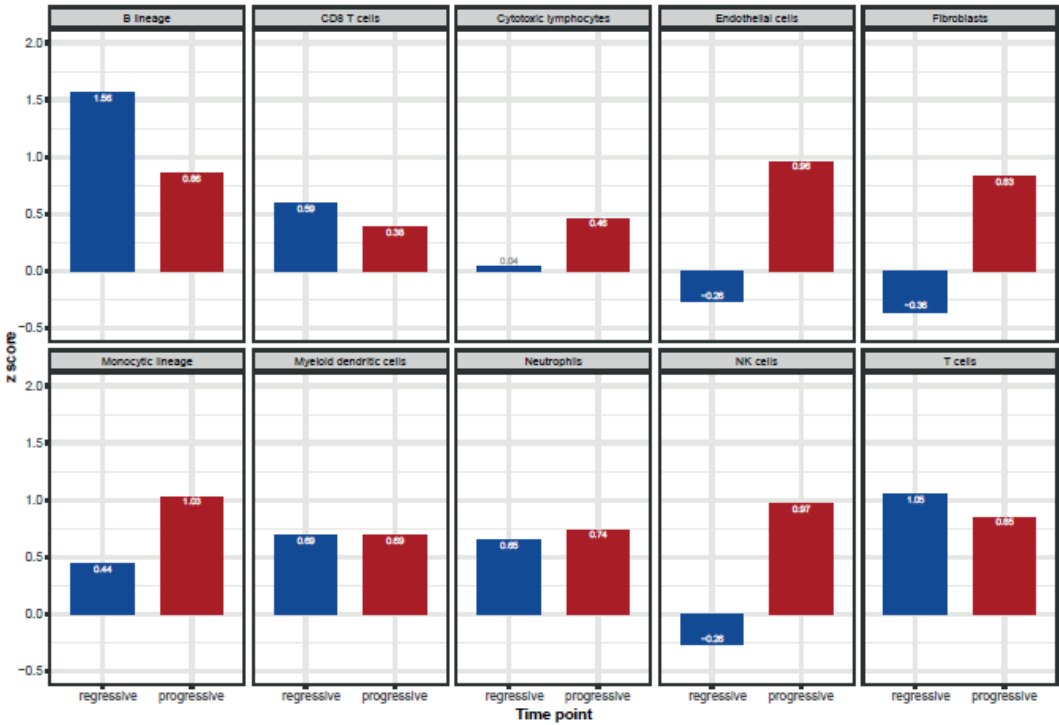 B lineage CD8 T cells Cytotoxic lymphocytes Endothelial cells Fibroblasts
2.0
1.5
1.0
0.5
0.0
−0.5
1.56 0.86 0.59 0.38 0.04 0.46 −0.26 0.96 −0.36 0.83
z score
Monocytic lineage Myeloid dendritic cells Neutrophils NK cells T cells
2.0
1.5
1.0
0.5
0.0
−0.5
0.44 1.03 0.69 0.69 0.65 0.74 −0.26 0.97 1.05 0.85
regressive progressive regressive progressive regressive progressive regressive progressive regressive progressive
Time point